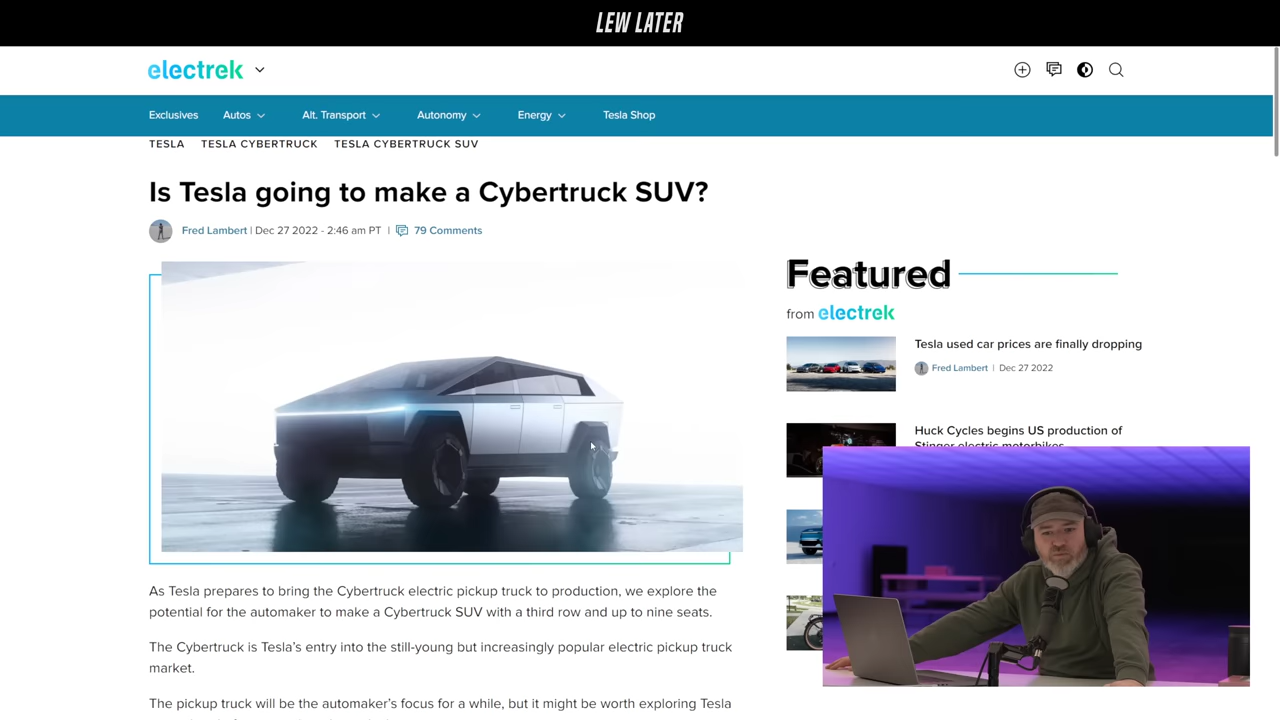 LEW LATER
electrek
Exclusives Autos Alt. Transport Autonomy Energy Tesla Shop
TESLA TESLA CYBERTRUCK TESLA CYBERTRUCK SUV
Is Tesla going to make a Cybertruck SUV?
Fred Lambert | Dec 27 2022 - 2:46 am PT | 79 Comments
Featured
from electrek
Tesla used car prices are finally dropping
Fred Lambert | Dec 27 2022
Huck Cycles begins US production of
Stinger electric motorbikes
As Tesla prepares to bring the Cybertruck electric pickup truck to production, we explore the
potential for the automaker to make a Cybertruck SUV with a third row and up to nine seats.
The Cybertruck is Tesla's entry into the still-young but increasingly popular electric pickup truck
market.
The pickup truck will be the automaker's focus for a while, but it might be worth exploring Tesla